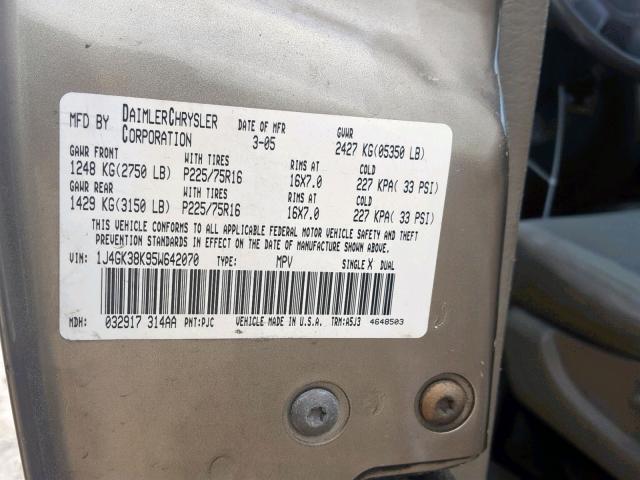 MFD BY DAIMLERCHRYSLER CORPORATION DATE OF MFR 3-05 GVWR 2427 KG(05350 LB)
GAWR FRONT WITH TIRES RIMS AT COLD
1248 KG(2750 LB) P225/75R16 16X7.0 227 KPA( 33 PSI)
GAWR REAR WITH TIRES RIMS AT COLD
1429 KG(3150 LB) P225/75R16 16X7.0 227 KPA( 33 PSI)
THIS VEHICLE CONFORMS TO ALL APPLICABLE FEDERAL MOTOR VEHICLE SAFETY AND THEFT
PREVENTION STANDARDS IN EFFECT ON THE DATE OF MANUFACTURE SHOWN ABOVE.
VIN: 1J4GK38K95W642070 TYPE: MPV SINGLE X DUAL
MDH: 032917 314AA PNT:PJC VEHICLE MADE IN U.S.A. TRM:A5J3 4648503